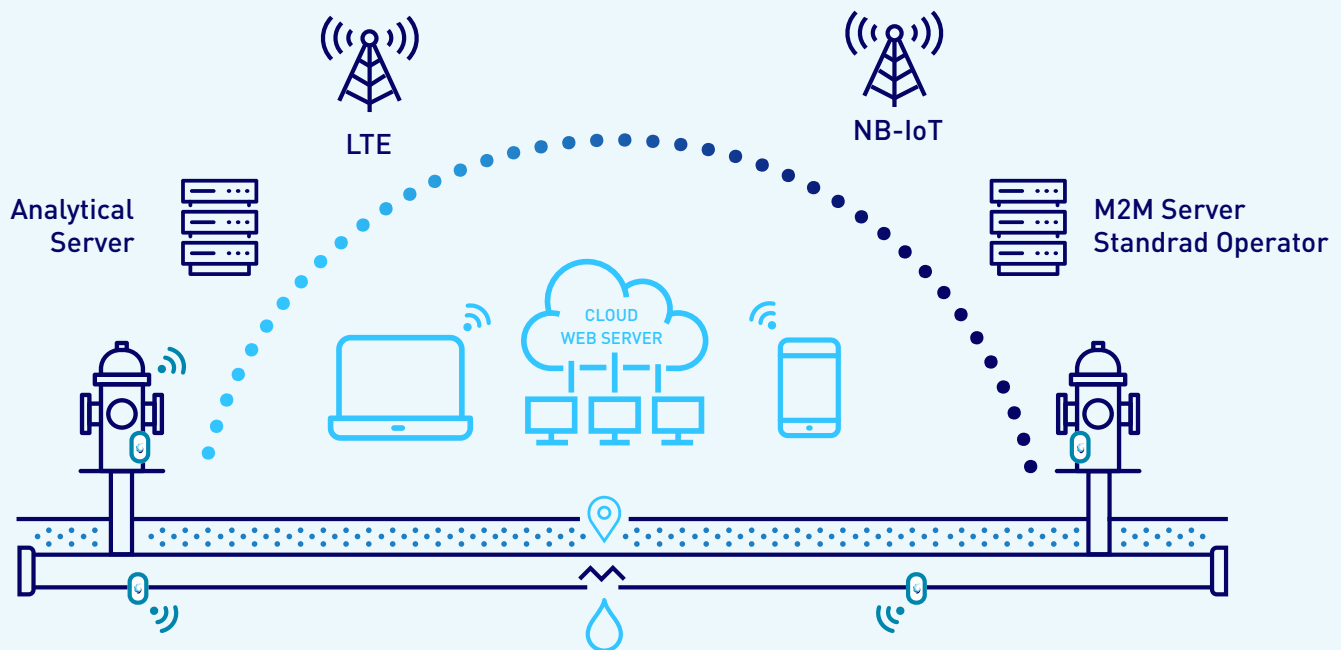 LTE
NB-IoT
Analytical
Server
M2M Server
Standrad Operator
CLOUD
WEB SERVER